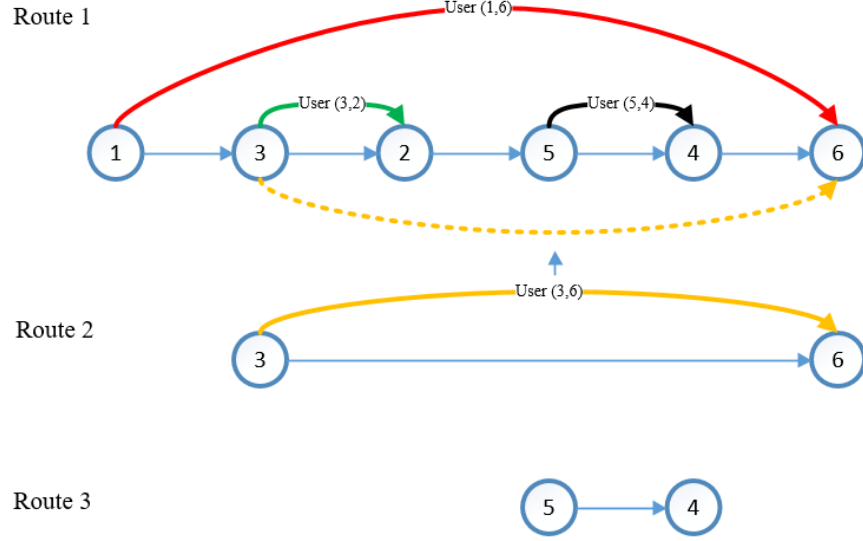 Route 1
User (1,6)
User (3,2)
User (5,4)
1 3 2 5 4 6
User (3,6)
Route 2
3 6
Route 3
5 4